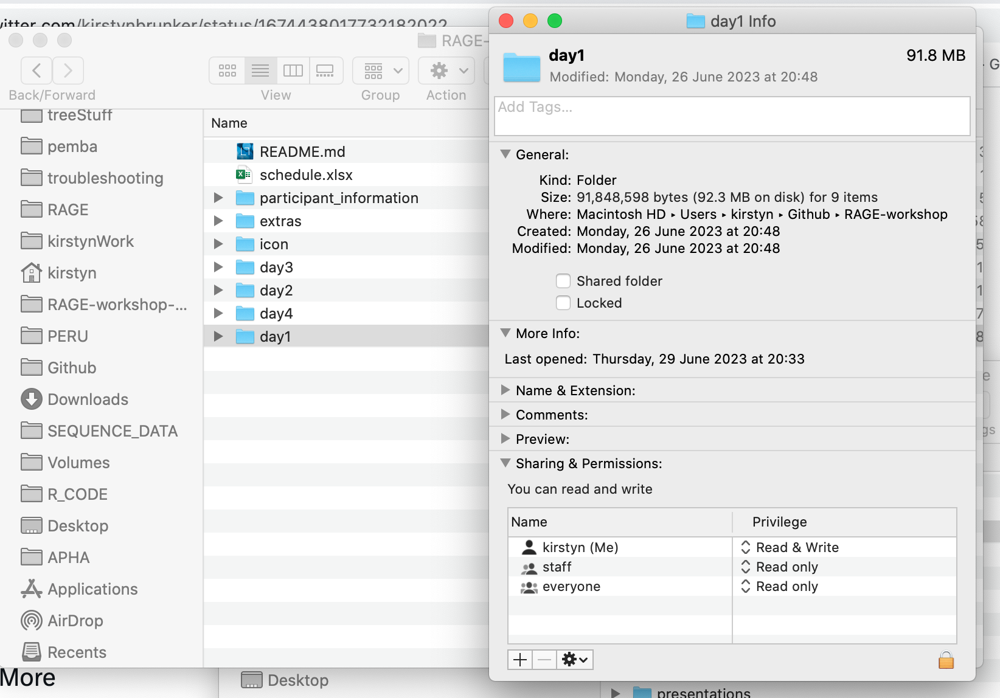 itter.com/kirstynbrunker/status/1674438017732182022
RAGE-
Back/Forward
View
Group
Action
treeStuff
pemba
troubleshooting
RAGE
kirstynWork
kirstyn
RAGE-workshop-...
PERU
Github
Downloads
SEQUENCE_DATA
Volumes
R_CODE
Desktop
APHA
Applications
AirDrop
Recents
Name
README.md
schedule.xlsx
participant_information
extras
icon
day3
day2
day4
day1
day1 Info
day1
91.8 MB
Modified: Monday, 26 June 2023 at 20:48
Add Tags...
General:
Kind: Folder
Size: 91,848,598 bytes (92.3 MB on disk) for 9 items
Where: Macintosh HD ▸ Users ▸ kirstyn ▸ Github ▸ RAGE-workshop
Created: Monday, 26 June 2023 at 20:48
Modified: Monday, 26 June 2023 at 20:48
Shared folder
Locked
More Info:
Last opened: Thursday, 29 June 2023 at 20:33
Name & Extension:
Comments:
Preview:
Sharing & Permissions:
You can read and write
Name Privilege
kirstyn (Me) Read & Write
staff Read only
everyone Read only
More
Desktop
presentations